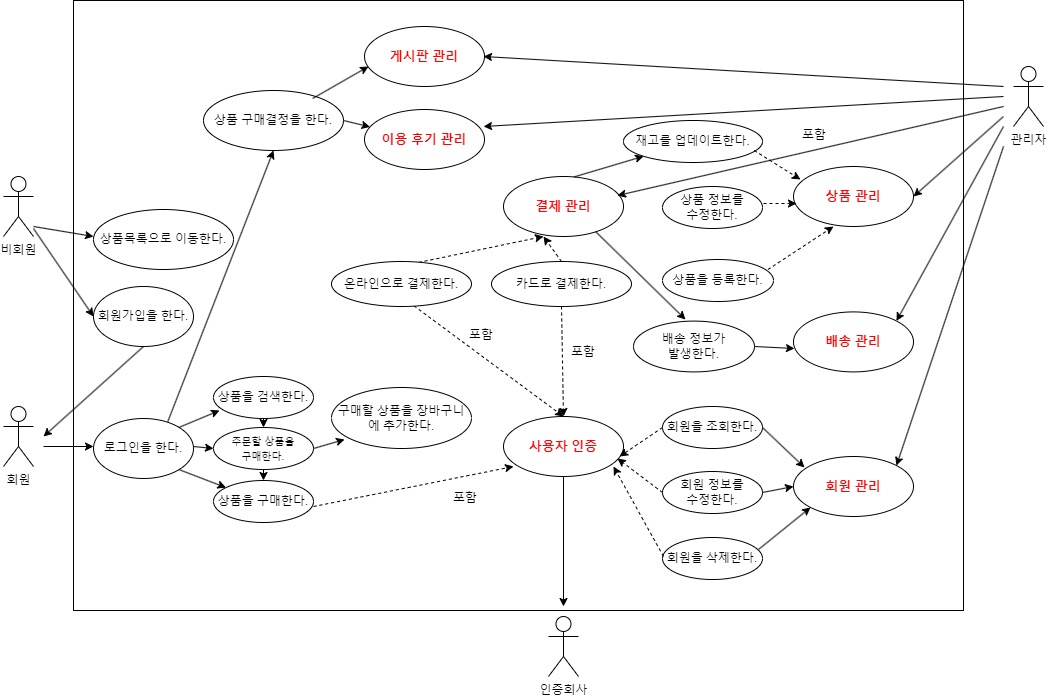 게시판 관리
상품 구매결정을 한다.
이용 후기 관리
재고를 업데이트한다.
포함
관리자
결제 관리
상품 정보를
수정한다.
상품 관리
비회원
상품목록으로 이동한다.
온라인으로 결제한다.
카드로 결제한다.
상품을 등록한다.
회원가입을 한다.
포함
포함
배송 정보가
발생한다.
배송 관리
상품을 검색한다.
구매할 상품을 장바구니
에 추가한다.
회원
로그인을 한다.
주문할 상품을
구매한다.
사용자 인증
회원을 조회한다.
상품을 구매한다.
포함
회원 정보를
수정한다.
회원 관리
회원을 삭제한다.
인증회사